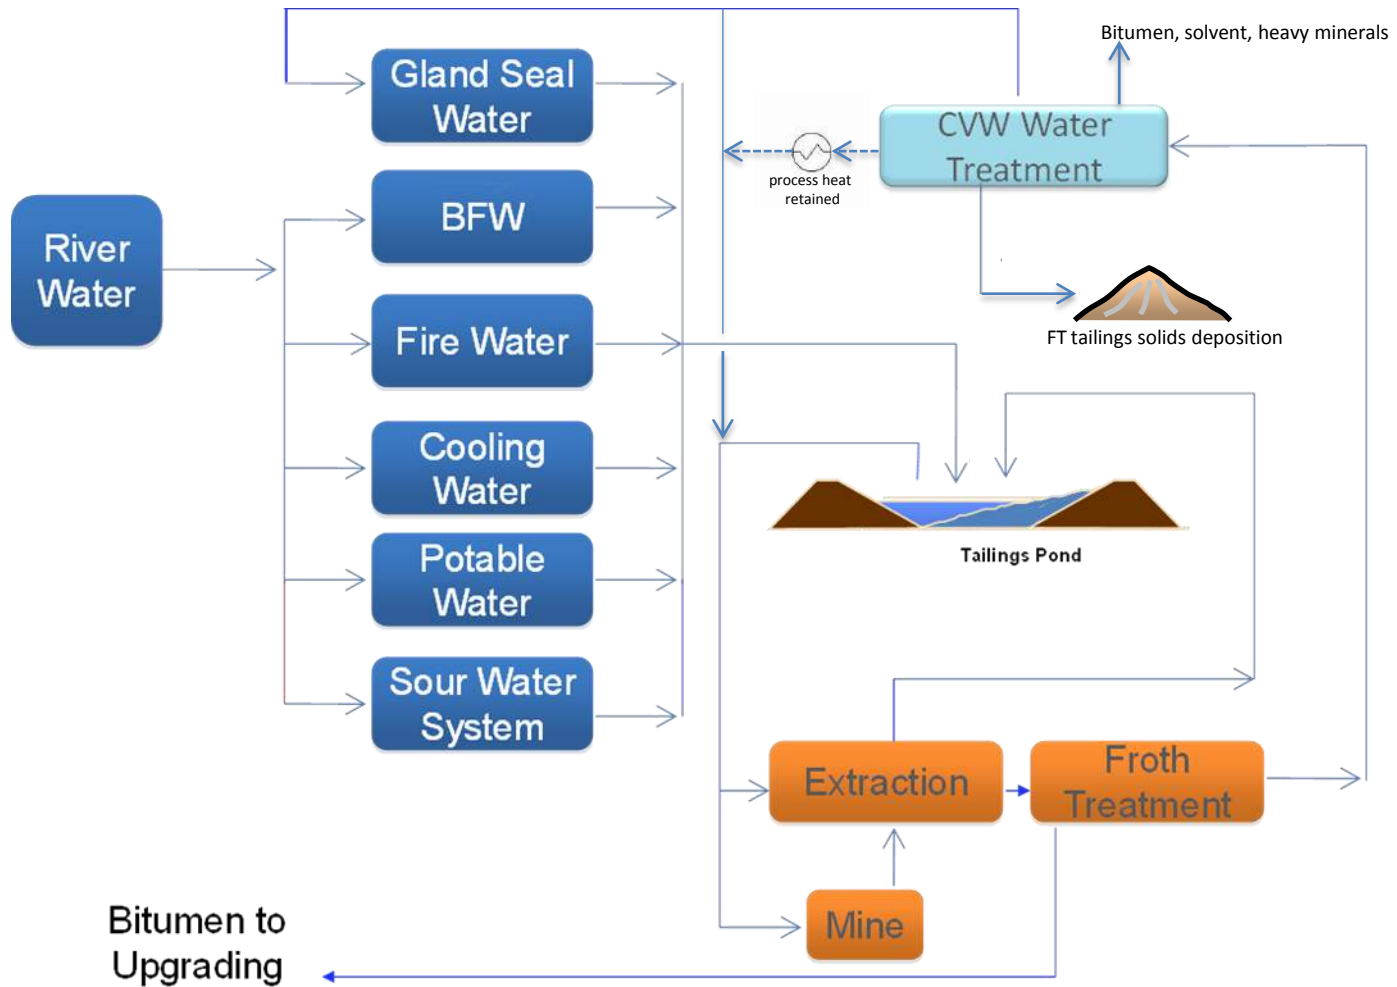 Bitumen, solvent, heavy minerals
Gland Seal
Water
CVW Water
Treatment
process heat
retained
BFW
River
Water
Fire Water
FT tailings solids deposition
Cooling
Water
Tailings Pond
Potable
Water
Sour Water
System
Extraction
Froth
Treatment
Mine
Bitumen to
Upgrading